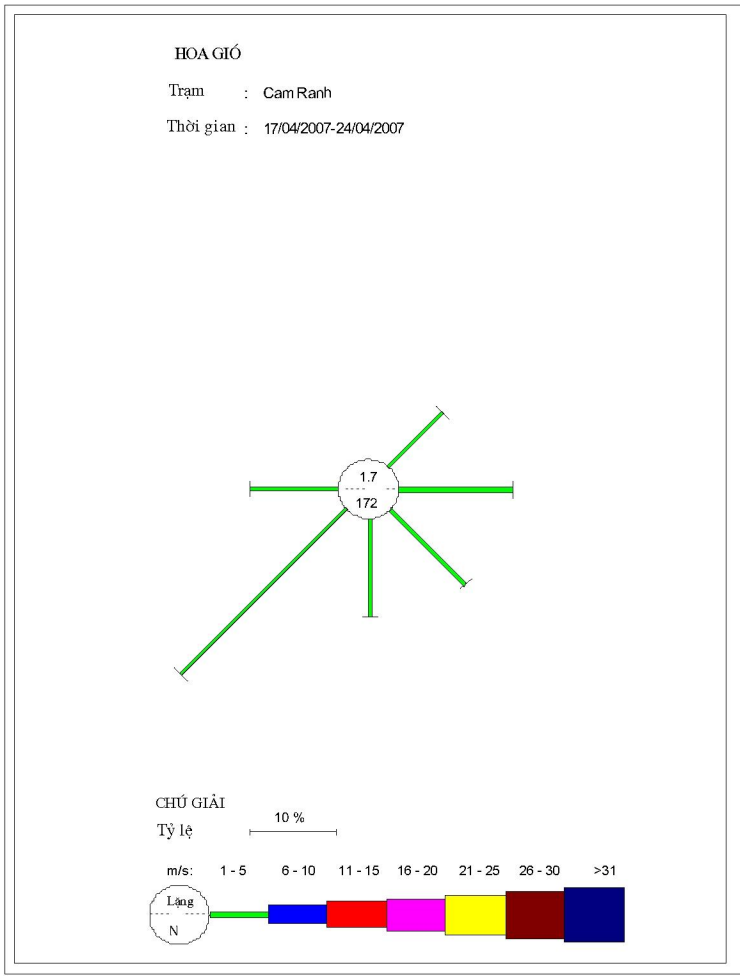 HOA GIÓ
Trạm : Cam Ranh
Thời gian : 17/04/2007-24/04/2007
1.7
172
CHÚ GIẢI
Tỷ lệ 10 %
m/s: 1 - 5 6 - 10 11 - 15 16 - 20 21 - 25 26 - 30 >31
Lặng
N